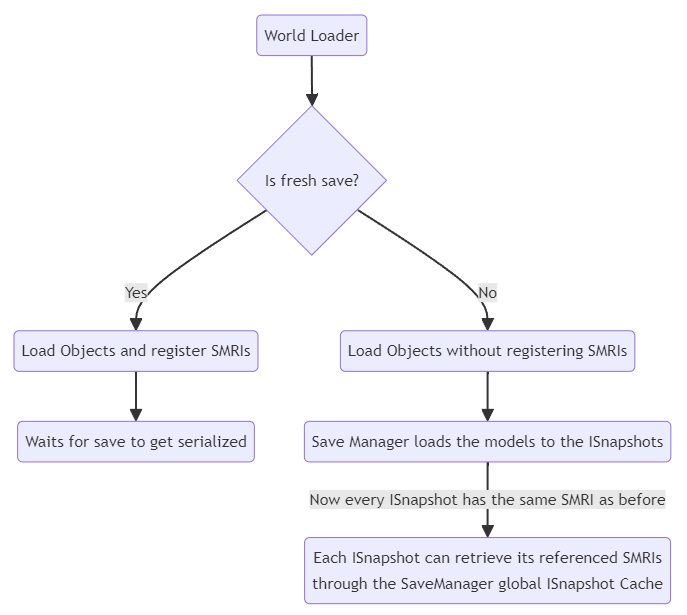 World Loader
Is fresh save?
Yes
No
Load Objects and register SMRIs
Load Objects without registering SMRIs
Waits for save to get serialized
Save Manager loads the models to the ISnapshots
Now every ISnapshot has the same SMRI as before
Each ISnapshot can retrieve its referenced SMRIs
through the SaveManager global ISnapshot Cache